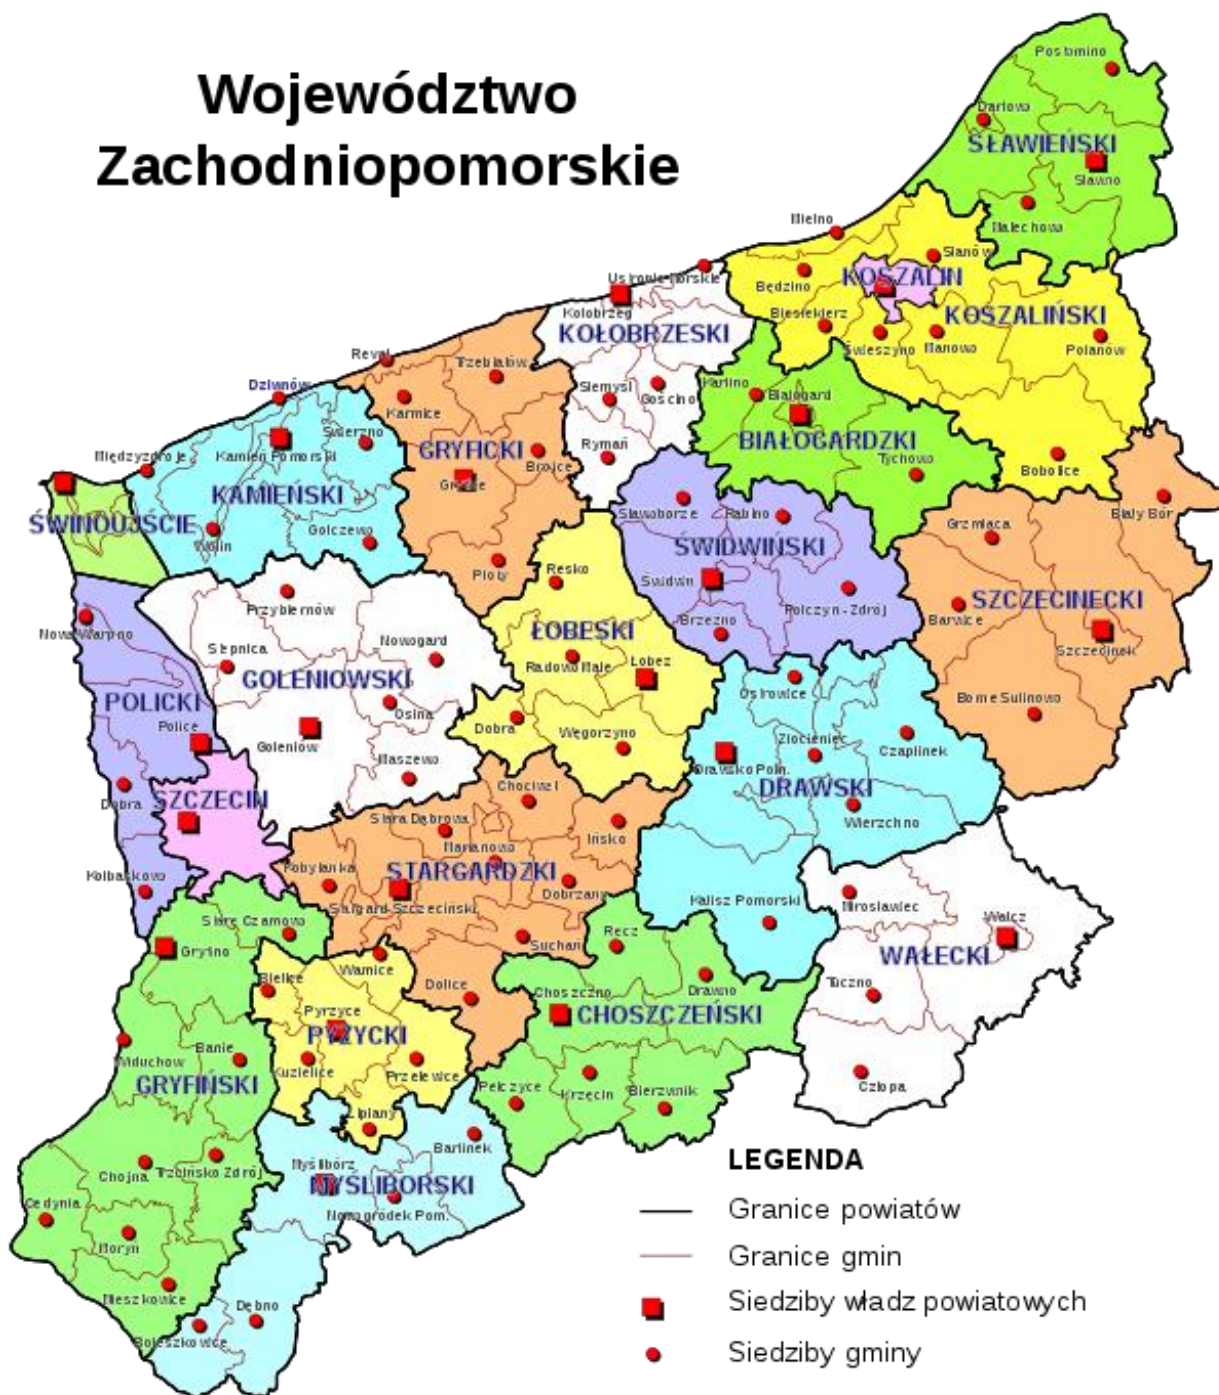 Województwo
Zachodniopomorskie
Postomino
Darłowo
SŁAWIEŃSKI
Sławno
Malechowo
Mielno
Sianów
Ustronie Morskie
KOSZALIN
Będzino
Kołobrzeg
KOSZALIŃSKI
Biesiekierz
KOŁOBRZESKI
Świeszyno
Manowo
Polanów
Rewal
Trzebiatów
Dziwnów
Siemyśl
Gościno
Karlino
Białogard
Karnice
Świerzno
BIAŁOGARDZKI
Rymań
Międzyzdroje
Kamień Pomorski
GRYFICKI
Brojce
Tychowo
Bobolice
Gryfice
KAMIEŃSKI
ŚWINOUJŚCIE
Sławoborze
Rąbino
Biały Bór
Grzmiąca
Golczewo
Wolin
ŚWIDWIŃSKI
Płoty
Resko
Świdwin
Połczyn-Zdrój
SZCZECINECKI
Przybiernów
Barwice
Brzeżno
Nowe Warpno
ŁOBESKI
Nowogard
Szczecinek
Stepnica
Radowo Małe
Łobez
GOLENIOWSKI
Ostrowice
Borne Sulinowo
POLICKI
Osina
Police
Dobra
Węgorzyno
Złocieniec
Czaplinek
Goleniów
Maszewo
Drawsko Pom.
DRAWSKI
Chociwel
SZCZECIN
Dobra
Stara Dąbrowa
Ińsko
Wierzchno
Marianowo
Kobylanka
STARGARDZKI
Kołbaskowo
Dobrzany
Stargard Szczeciński
Kalisz Pomorski
Mirosławiec
Stare Czarnowo
Wałcz
Recz
Suchań
Gryfino
WAŁECKI
Warnice
Bielice
Dolice
Drawno
Choszczno
Tuczno
Pyrzyce
CHOSZCZEŃSKI
PYŻYCKI
Banie
Widuchow
Kuzielice
Przelewice
GRYFIŃSKI
Człopa
Pełczyce
Krzęcin
Bierzwnik
Lipiany
Barlinek
LEGENDA
Myślibórz
Trzcińsko Zdrój
Chojna
MYŚLIBORSKI
Cedynia
Nowogródek Pom.
Granice powiatów
Moryń
Granice gmin
Mieszkowice
Siedziby władz powiatowych
Dębno
Boleszkowice
Siedziby gminy